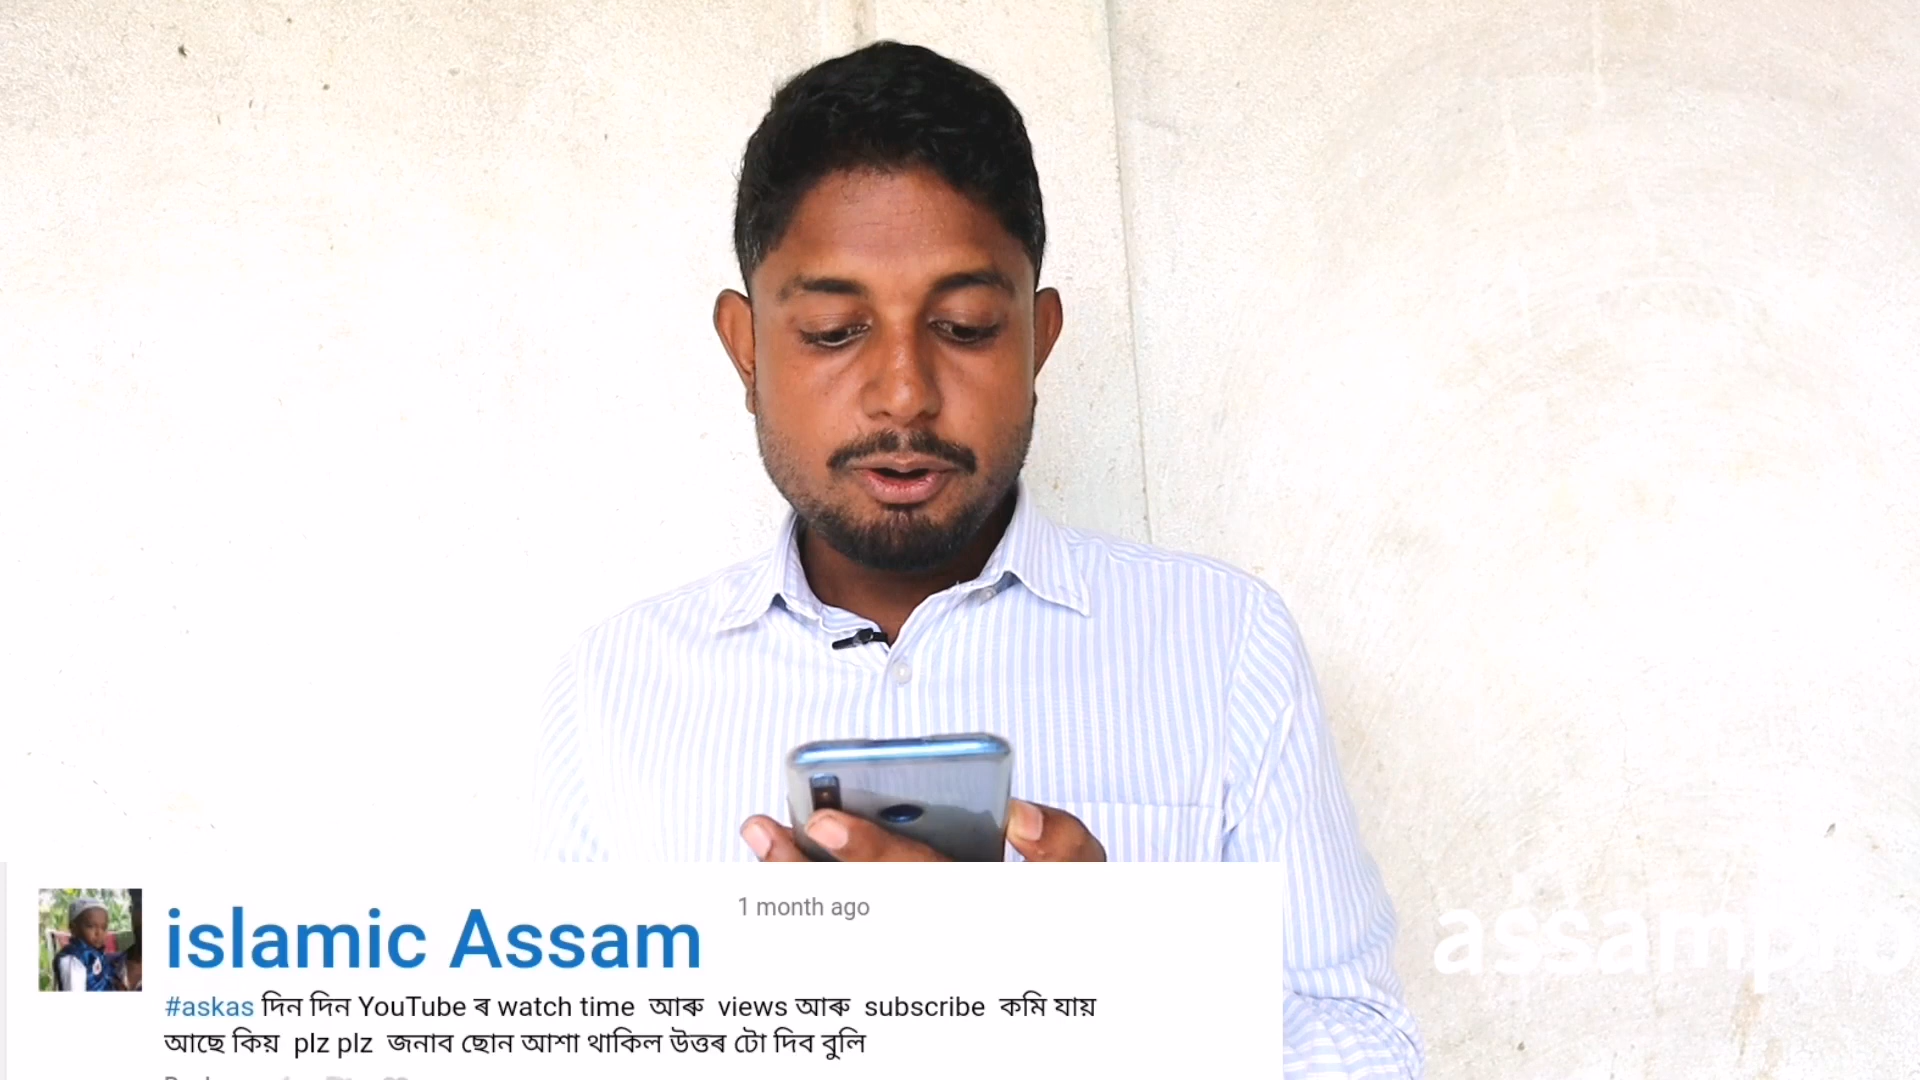 islamic Assam
1 month ago
#askas দিন দিন YouTube ৰ watch time আৰু views আৰু subscribe কমি যায়
আছে কিয় plz plz জনাব ছোন আশা থাকিল উত্তৰ টো দিব বুলি
assampro